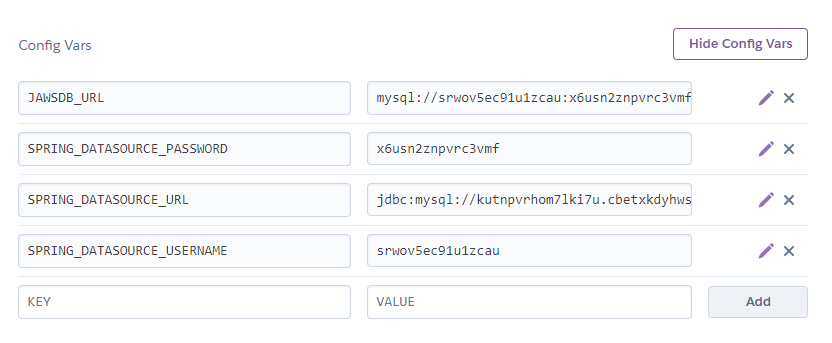 Config Vars
Hide Config Vars
JAWSDB_URL mysql://srwov5ec91u1zcau:x6usn2znpvrc3vmf
SPRING_DATASOURCE_PASSWORD x6usn2znpvrc3vmf
SPRING_DATASOURCE_URL jdbc:mysql://kutnpvrhom7lki7u.cbetxkdyhws
SPRING_DATASOURCE_USERNAME srwov5ec91u1zcau
KEY VALUE Add